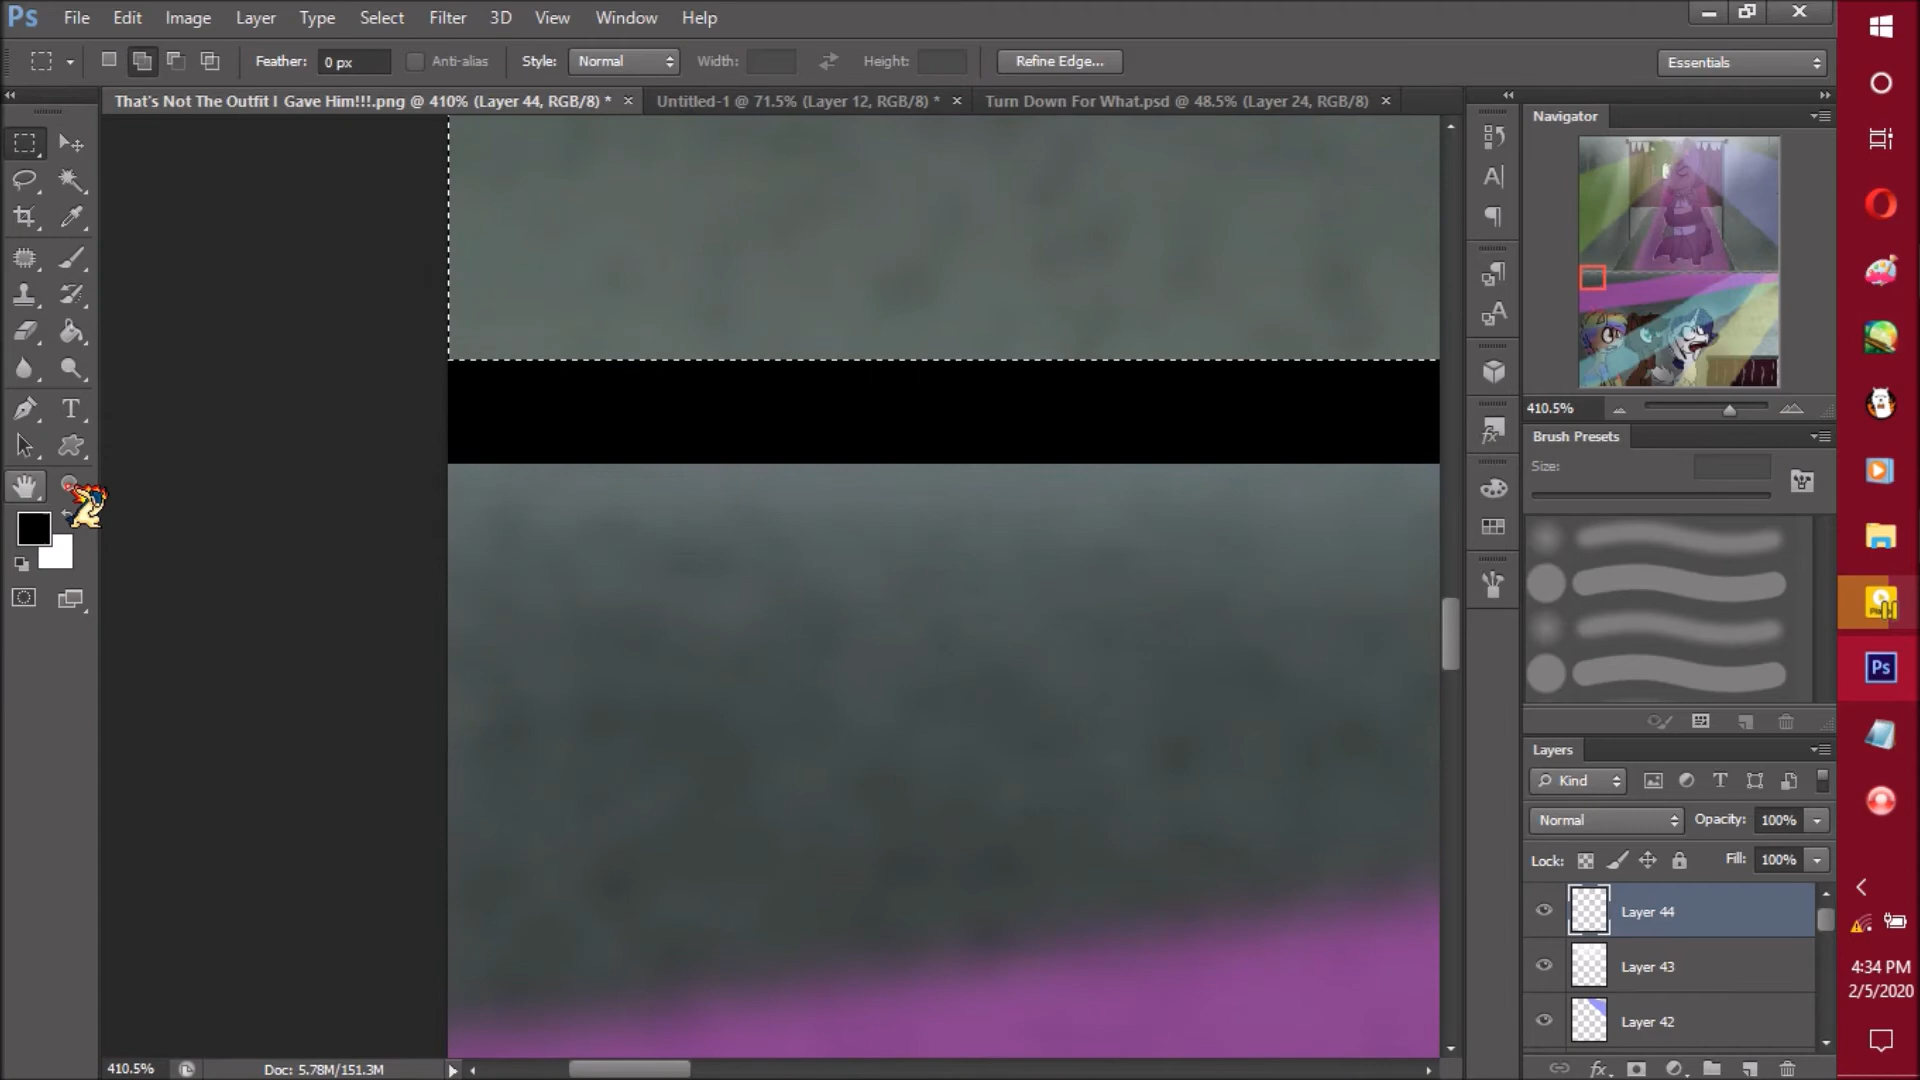 Ps File Edit Image Layer Type Select Filter 3D View Window Help
Feather: 0 px Anti-alias Style: Normal Width: Height: Refine Edge... Essentials
That's Not The Outfit I Gave Him!!!.png @ 410% (Layer 44, RGB/8) * Untitled-1 @ 71.5% (Layer 12, RGB/8) * Turn Down For What.psd @ 48.5% (Layer 24, RGB/8)
Navigator
410.5%
Brush Presets
Size:
Ps
Layers
Kind
Normal Opacity: 100%
Lock: Fill: 100%
Layer 44
Layer 43
Layer 42
4:34 PM
2/5/2020
410.5% Doc: 5.78M/151.3M